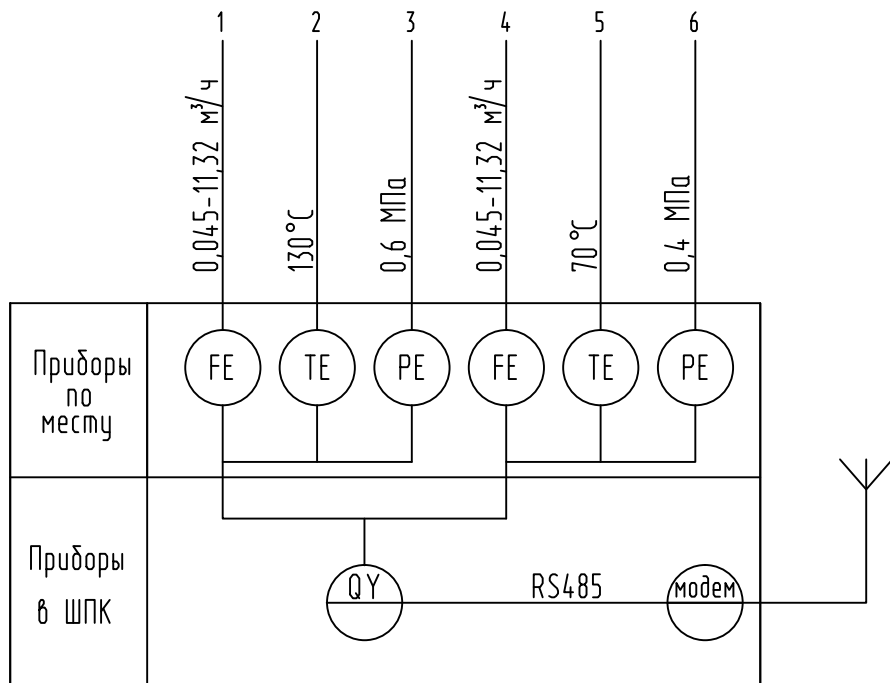 1 2 3 4 5 6
0,045-11,32 м³/ч
130°С
0,6 МПа
0,045-11,32 м³/ч
70°С
0,4 МПа
Приборы
по
месту
FE TE PE FE TE PE
Приборы
в ШПК
QY RS485 модем